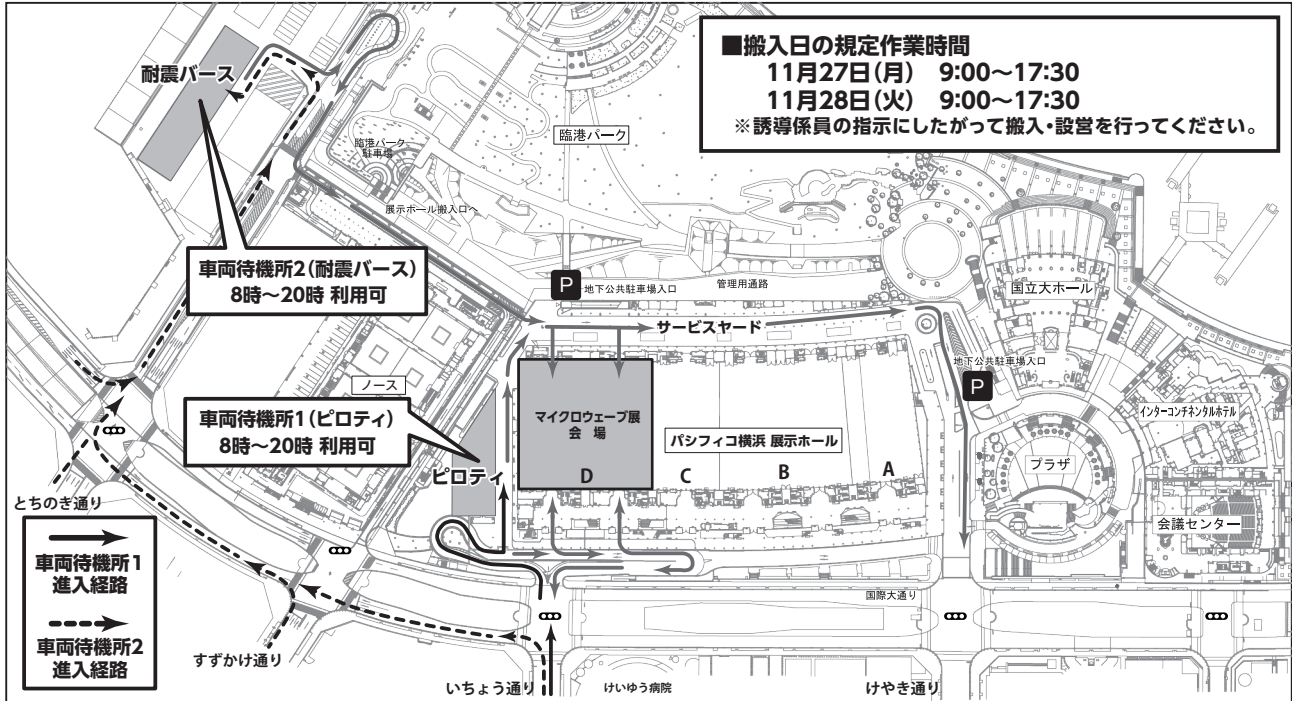 ■搬入日の規定作業時間
11月27日(月) 9:00〜17:30
11月28日(火) 9:00〜17:30
※誘導係員の指示にしたがって搬入・設営を行ってください。
耐震バース
臨港パーク
臨港パーク
駐車場
展示ホール搬入口へ
車両待機所2(耐震バース)
8時〜20時 利用可
P
地下公共駐車場入口
管理用通路
国立大ホール
サービスヤード
地下公共駐車場入口
P
ノース
車両待機所1(ピロティ)
8時〜20時 利用可
マイクロウェーブ展
会 場
パシフィコ横浜 展示ホール
インターコンチネンタルホテル
プラザ
ピロティ
D
C
B
A
とちのき通り
会議センター
車両待機所1
進入経路
車両待機所2
進入経路
国際大通り
すずかけ通り
いちょう通り
けいゆう病院
けやき通り